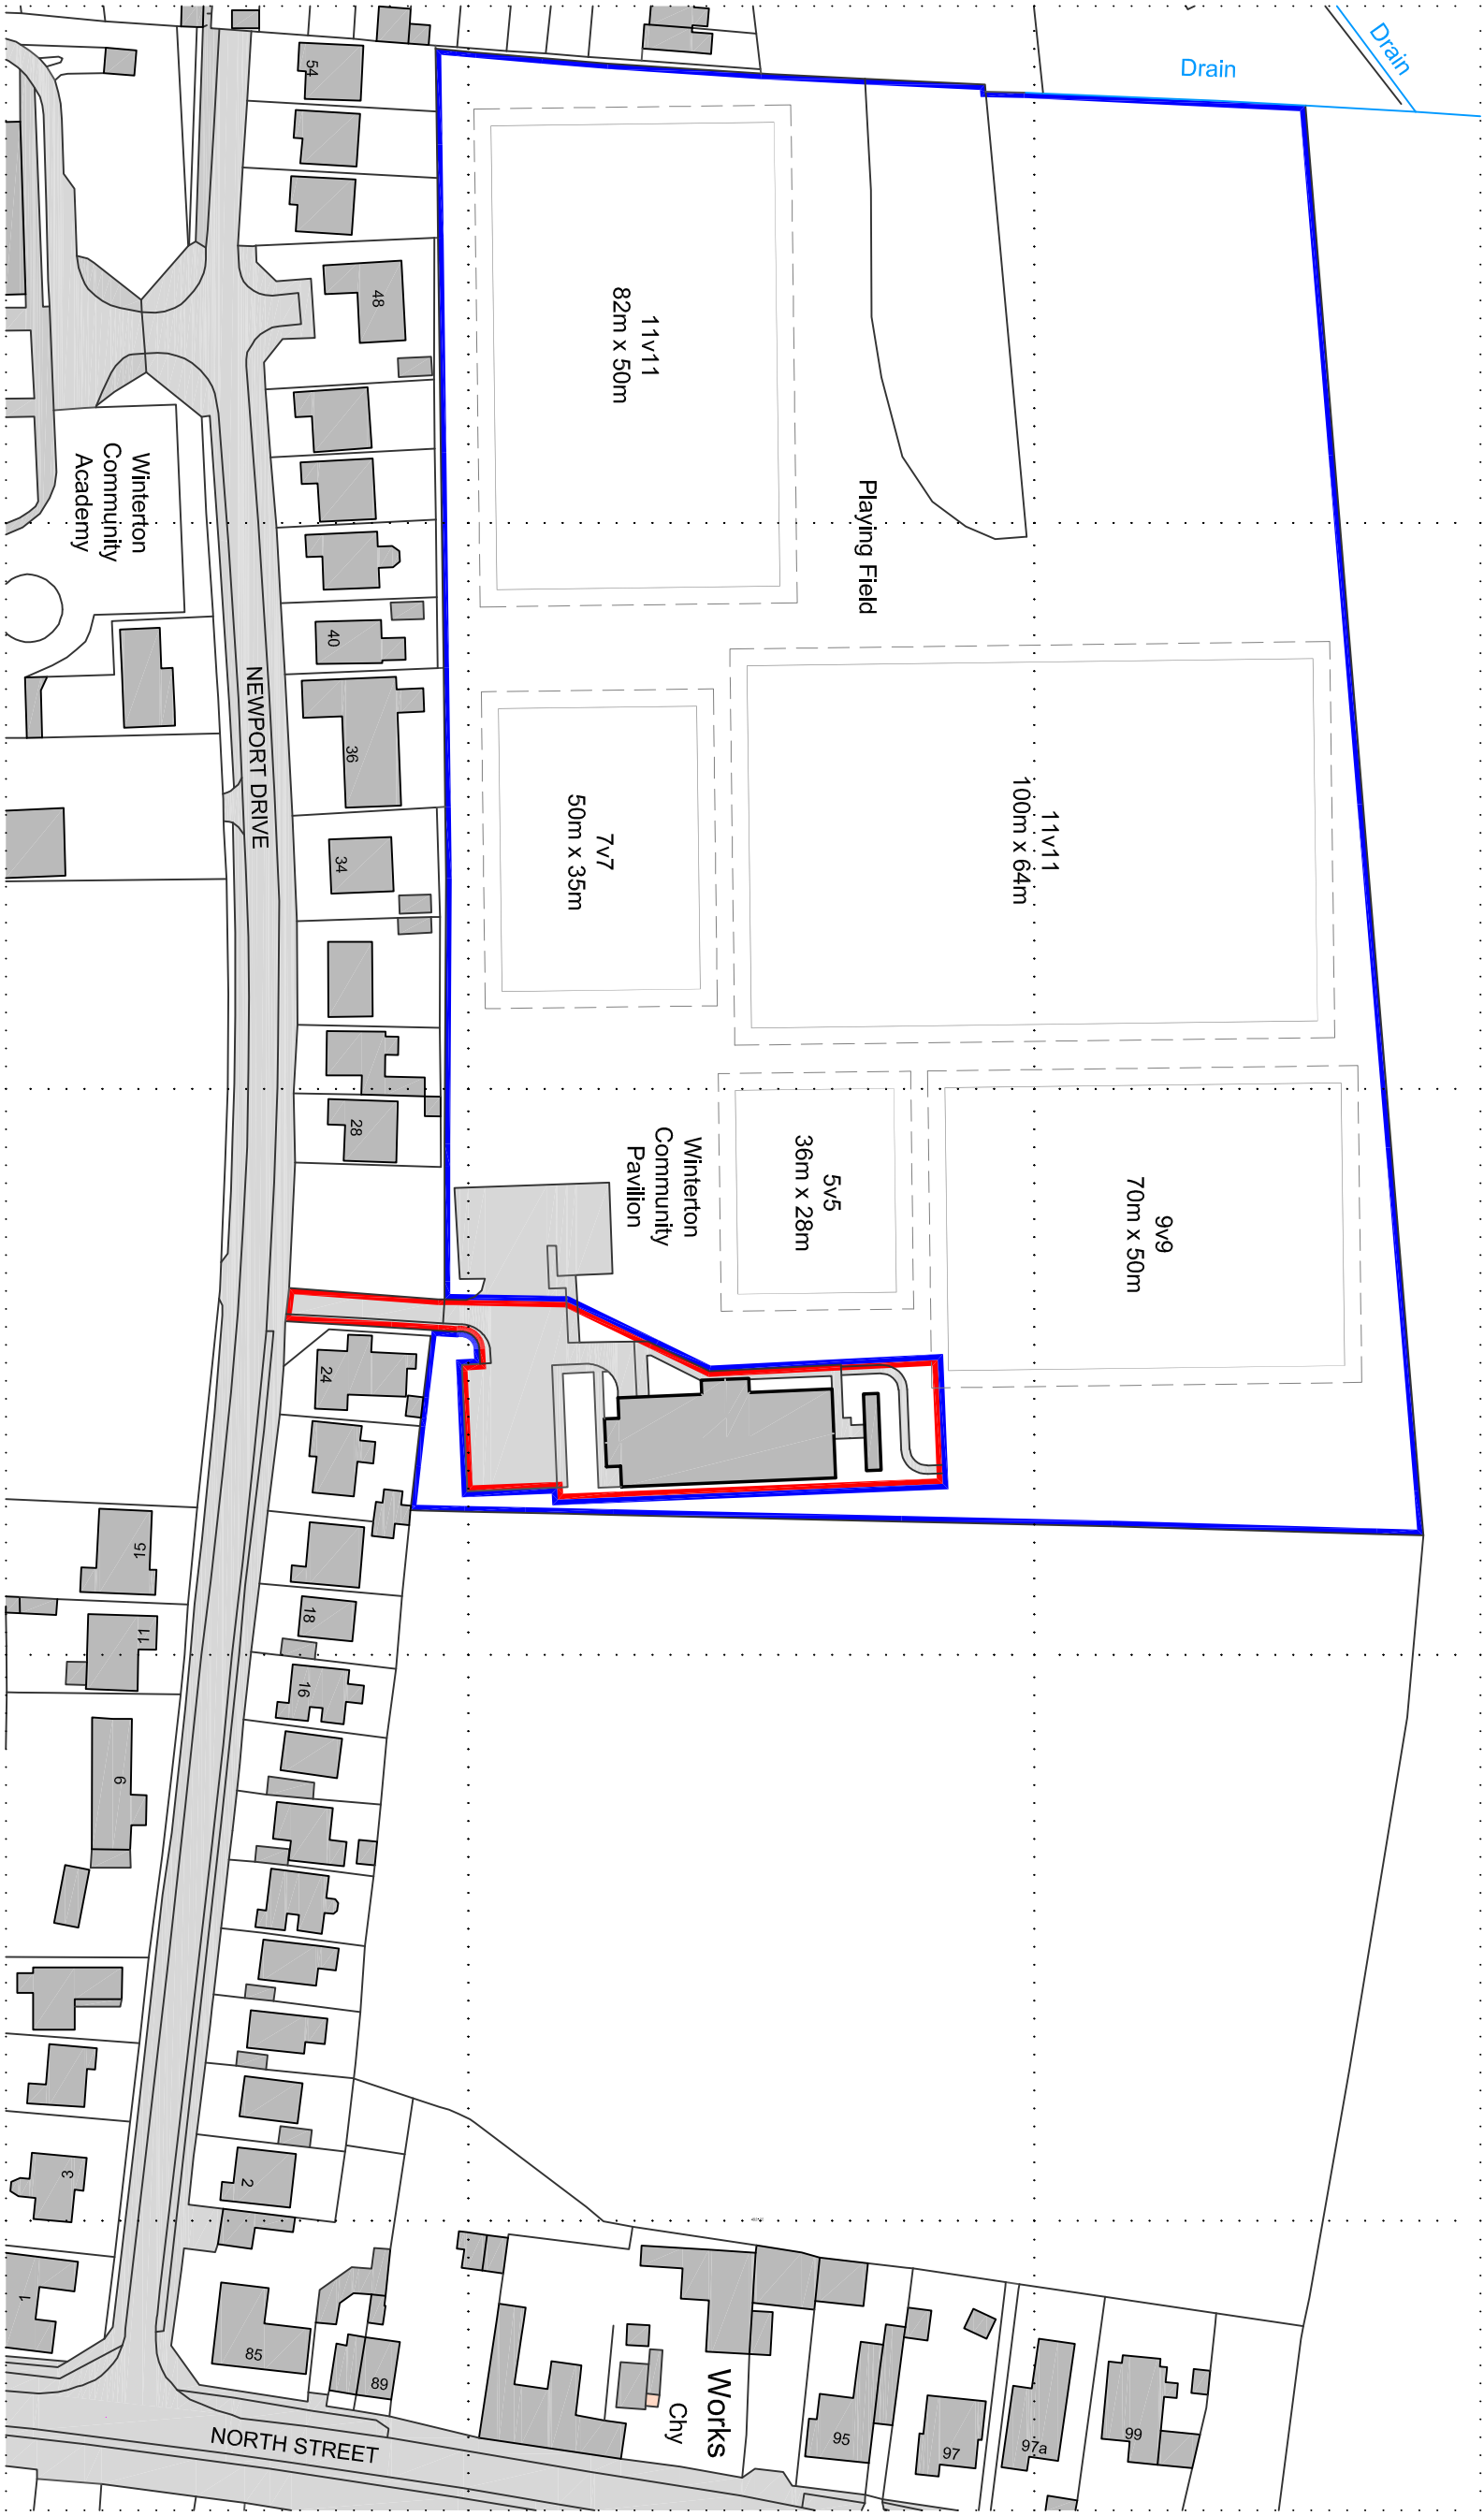 Drain
Drain
54
48
11v11
82m x 50m
Winterton
Community
Academy
Playing Field
40
NEWPORT DRIVE
36
34
7v7
50m x 35m
11v11
100m x 64m
28
Winterton
Community
Pavilion
5v5
36m x 28m
9v9
70m x 50m
24
15
18
11
16
9
3
2
1
85
89
Works
Chy
95
97
97a
99
NORTH STREET